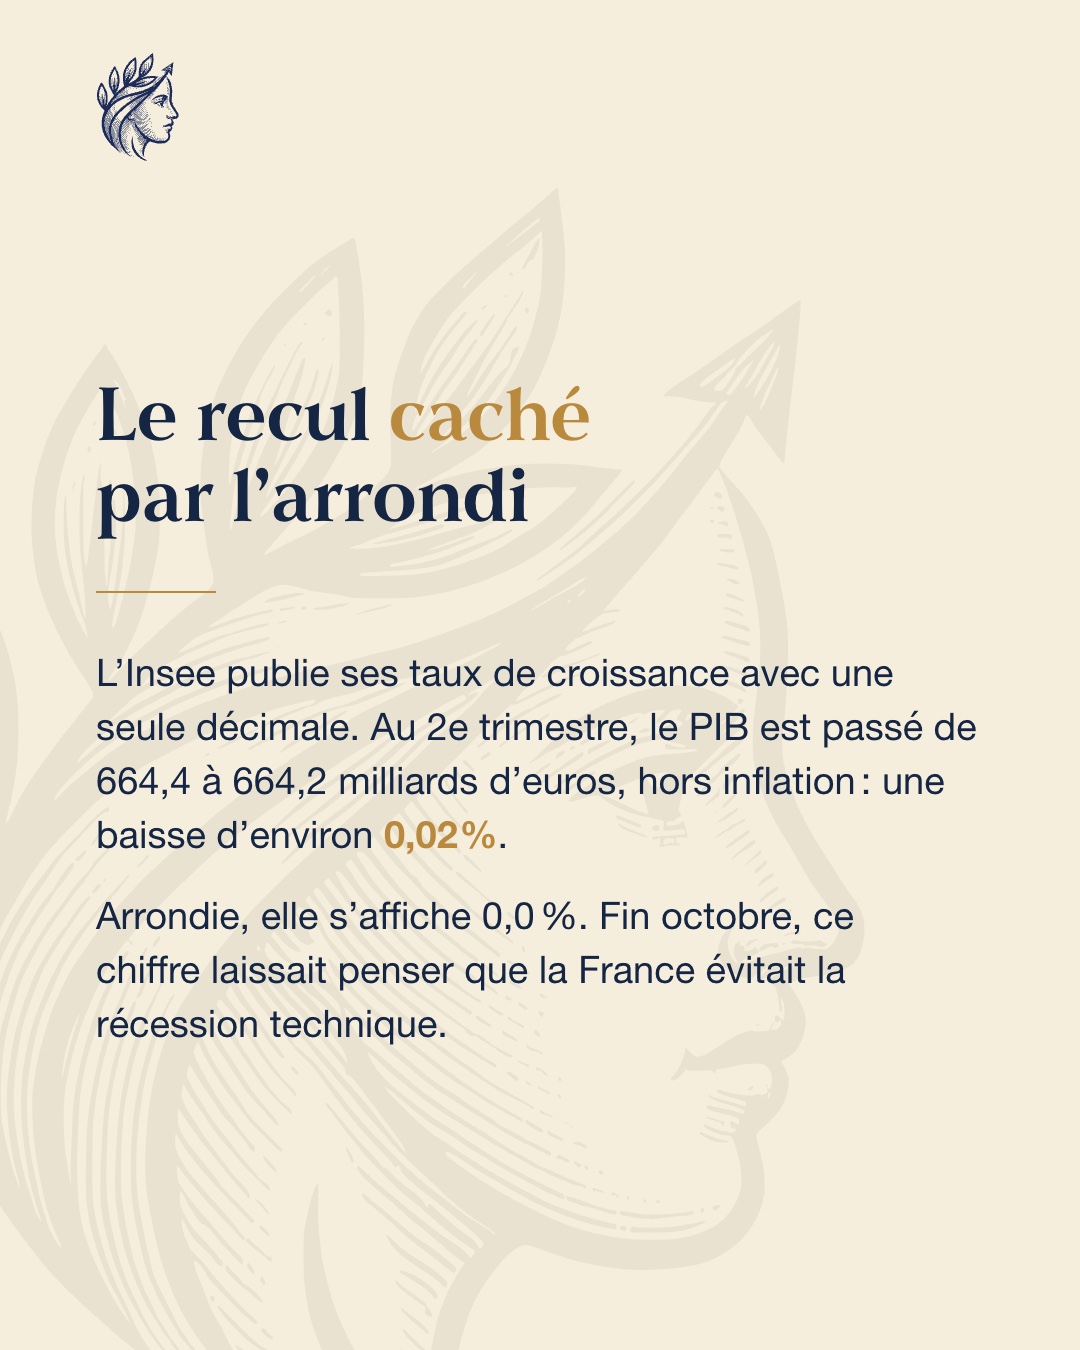 Le recul caché
par l’arrondi
L’Insee publie ses taux de croissance avec une
seule décimale. Au 2e trimestre, le PIB est passé de
664,4 à 664,2 milliards d’euros, hors inflation : une
baisse d’environ 0,02 %.
Arrondie, elle s’affiche 0,0 %. Fin octobre, ce
chiffre laissait penser que la France évitait la
récession technique.